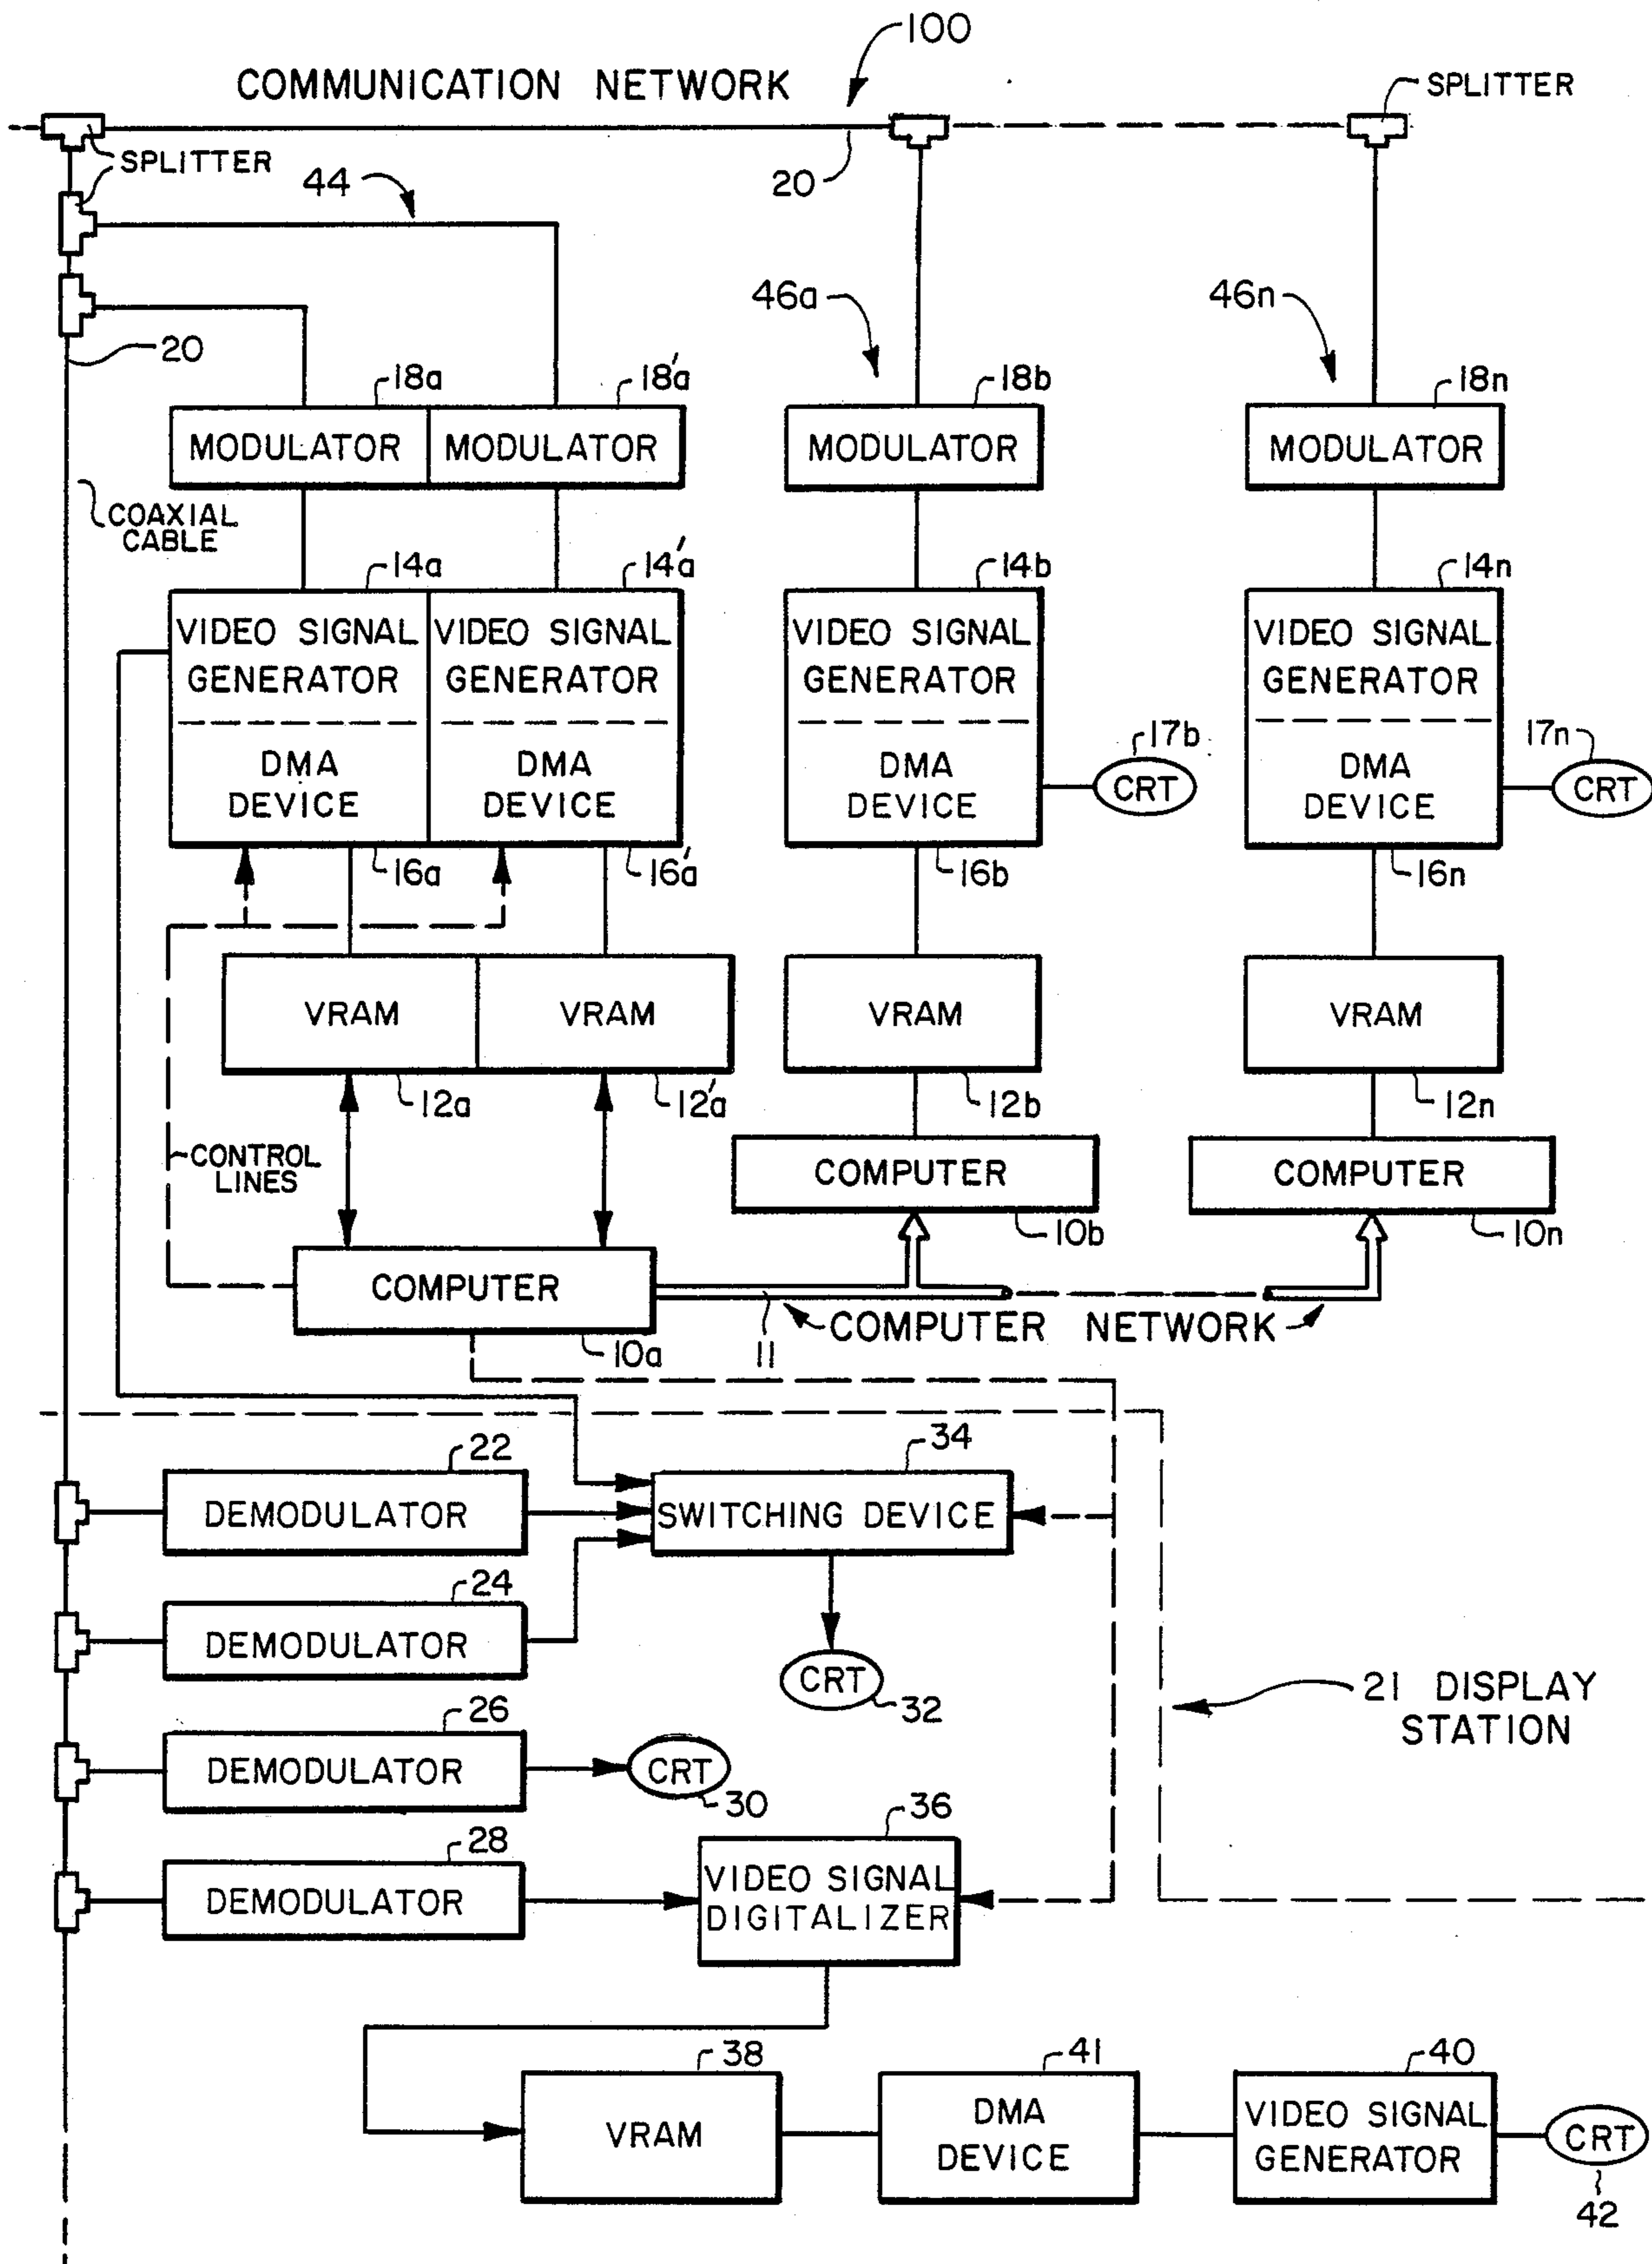 100
COMMUNICATION NETWORK
SPLITTER
SPLITTER
44
20
46a
46n
20
18a
18'a
18b
18n
MODULATOR
MODULATOR
MODULATOR
MODULATOR
COAXIAL
CABLE
14a
14'a
14b
14n
VIDEO SIGNAL
GENERATOR
DMA
DEVICE
VIDEO SIGNAL
GENERATOR
DMA
DEVICE
VIDEO SIGNAL
GENERATOR
DMA
DEVICE
VIDEO SIGNAL
GENERATOR
DMA
DEVICE
17b
CRT
17n
CRT
16a
16'a
16b
16n
VRAM
VRAM
VRAM
VRAM
12a
12'a
12b
12n
CONTROL
LINES
COMPUTER
COMPUTER
10b
10n
COMPUTER
10a
11
COMPUTER NETWORK
22
DEMODULATOR
34
SWITCHING DEVICE
24
DEMODULATOR
CRT
32
21 DISPLAY
STATION
26
DEMODULATOR
CRT
30
28
DEMODULATOR
36
VIDEO SIGNAL
DIGITALIZER
38
VRAM
41
DMA
DEVICE
40
VIDEO SIGNAL
GENERATOR
CRT
42